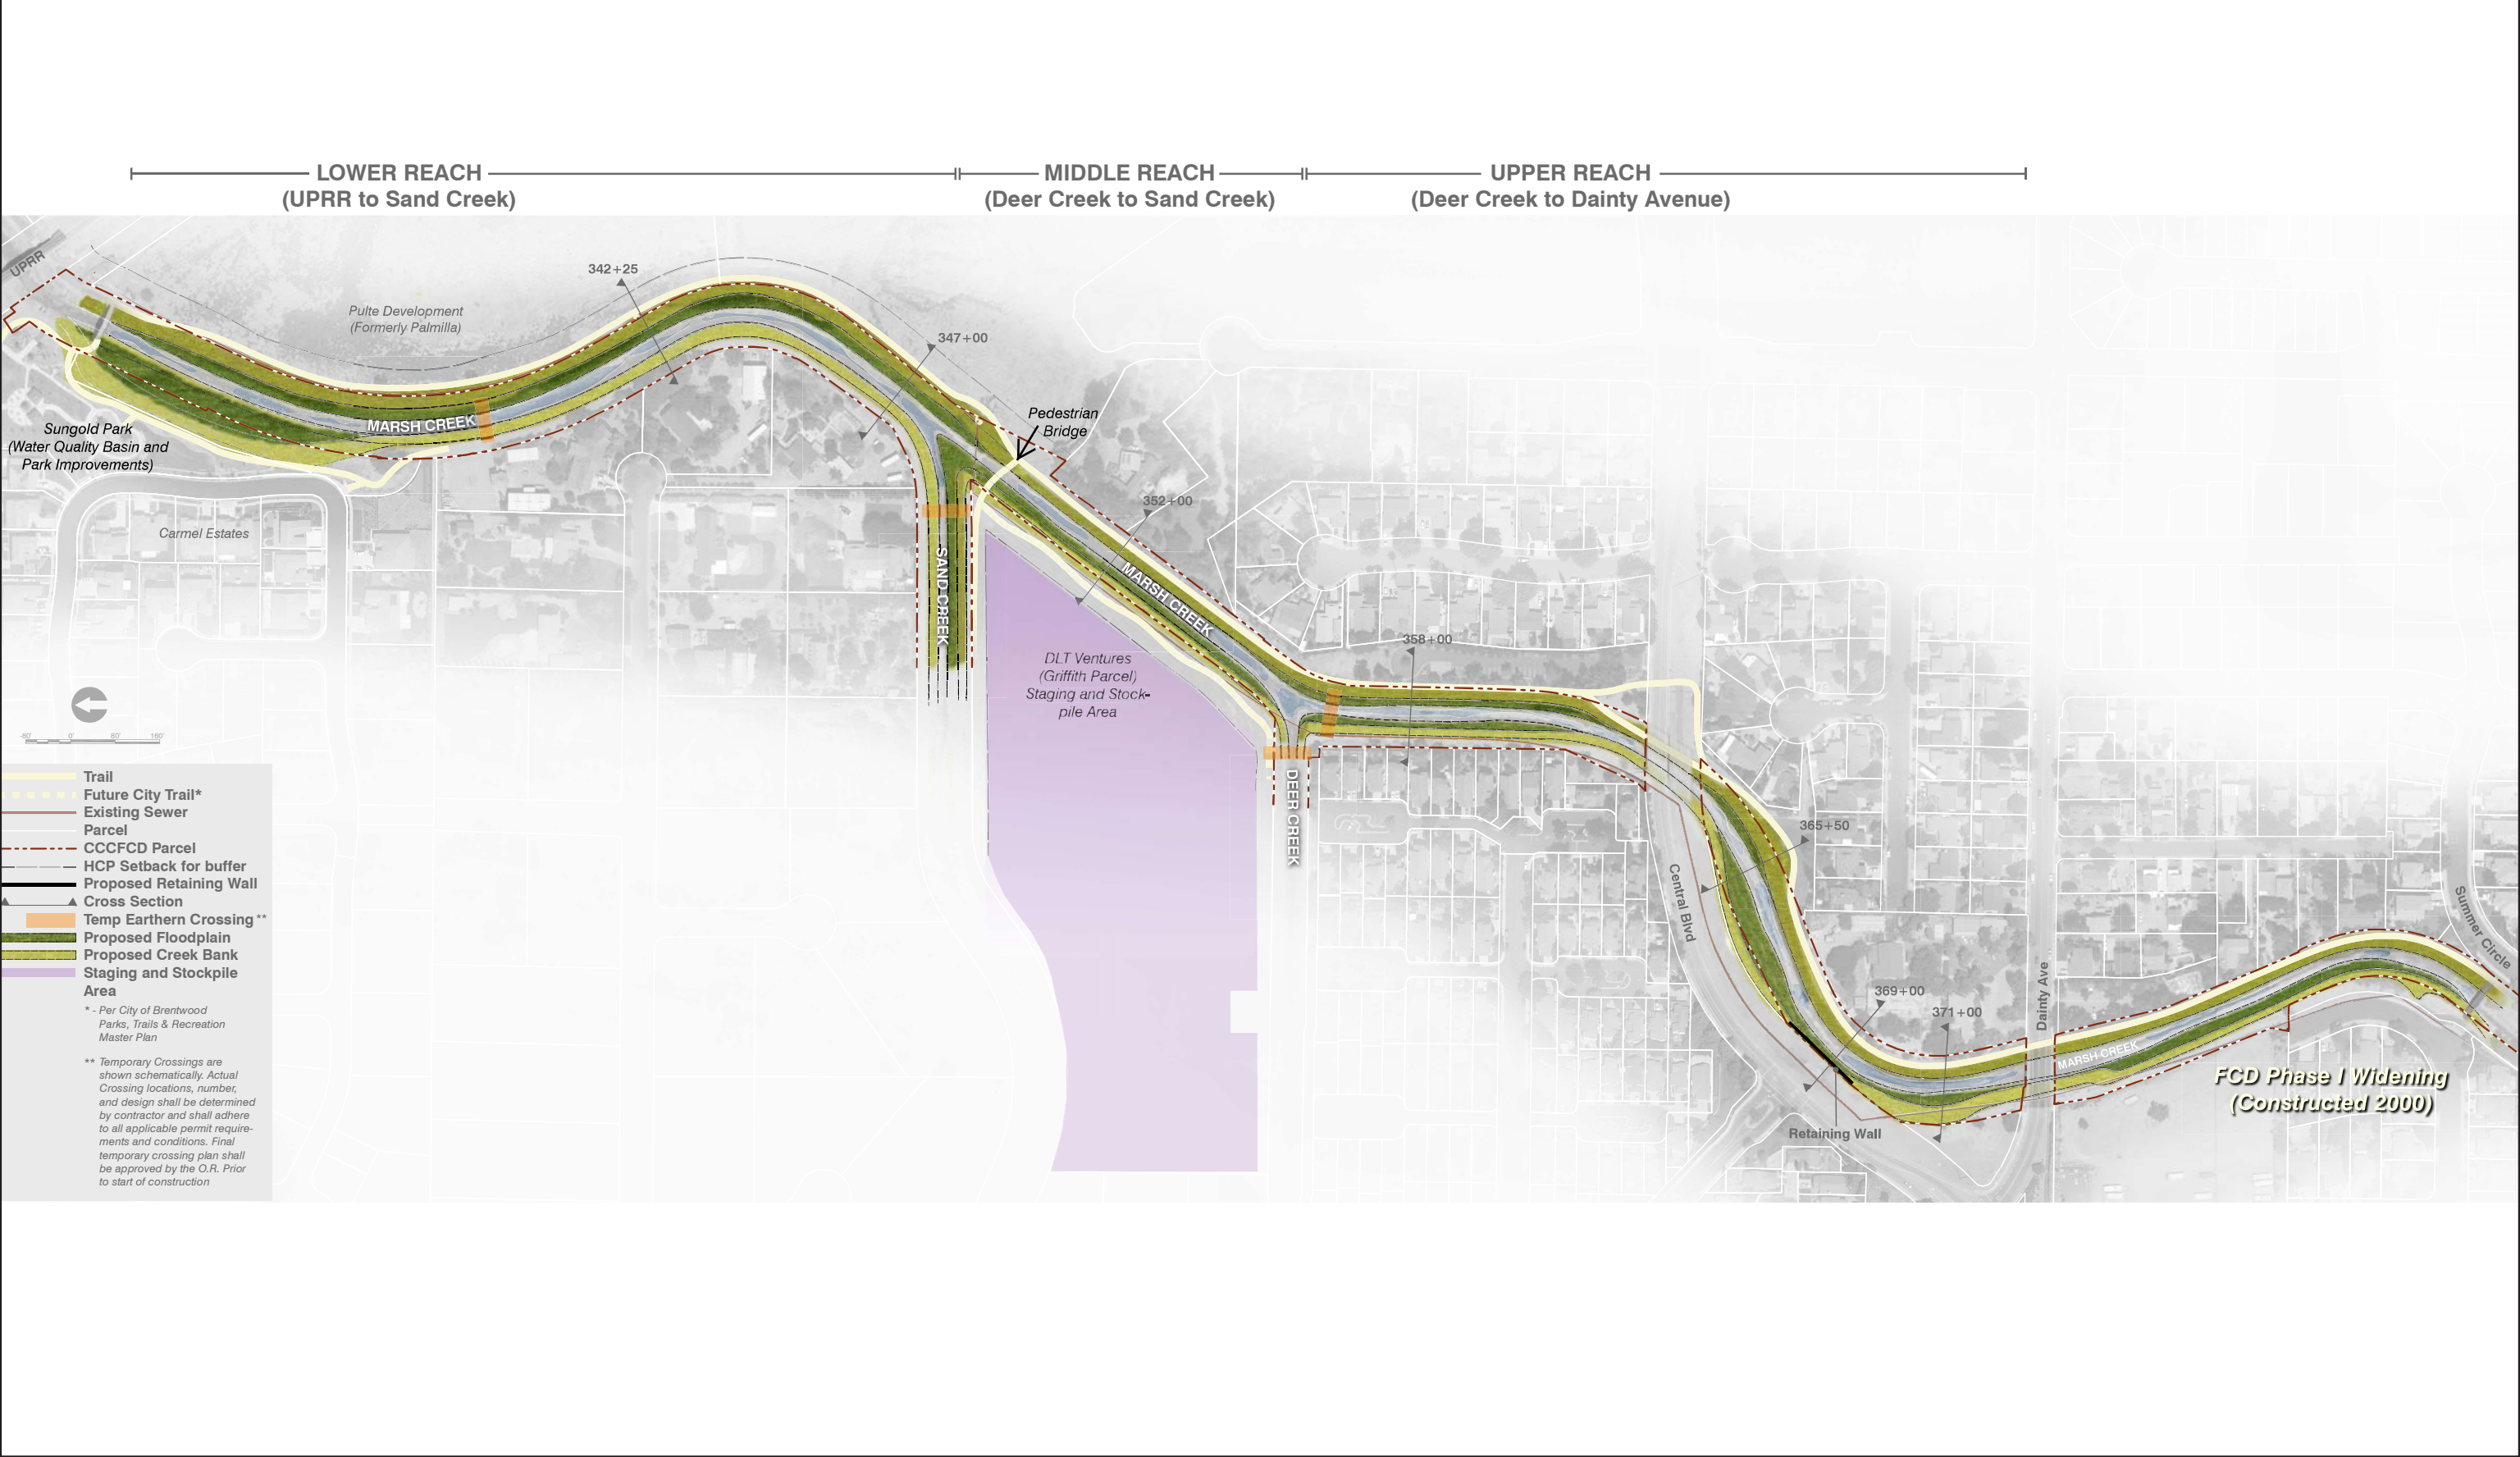 LOWER REACH
(UPRR to Sand Creek)
MIDDLE REACH
(Deer Creek to Sand Creek)
UPPER REACH
(Deer Creek to Dainty Avenue)
UPRR
342+25
Pulte Development
(Formerly Palmilla)
347+00
MARSH CREEK
Pedestrian
Bridge
Sungold Park
(Water Quality Basin and
Park Improvements)
352+00
Carmel Estates
SAND CREEK
MARSH CREEK
358+00
DLT Ventures
(Griffith Parcel)
Staging and Stock-
pile Area
DEER CREEK
365+50
Central Blvd
Summer Circle
369+00
371+00
Dainty Ave
MARSH CREEK
FCD Phase I Widening
(Constructed 2000)
Retaining Wall
-80' 0' 80' 160'
Trail
Future City Trail*
Existing Sewer
Parcel
CCCFCD Parcel
HCP Setback for buffer
Proposed Retaining Wall
Cross Section
Temp Earthern Crossing**
Proposed Floodplain
Proposed Creek Bank
Staging and Stockpile
Area
* - Per City of Brentwood
Parks, Trails & Recreation
Master Plan
** Temporary Crossings are
shown schematically. Actual
Crossing locations, number,
and design shall be determined
by contractor and shall adhere
to all applicable permit require-
ments and conditions. Final
temporary crossing plan shall
be approved by the O.R. Prior
to start of construction